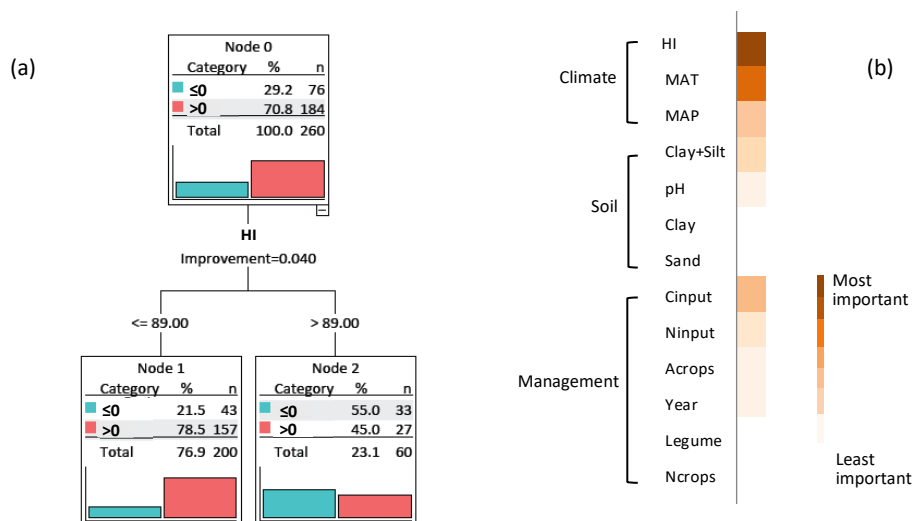 (a)
Node 0
Category % n
≤0 29.2 76
>0 70.8 184
Total 100.0 260
HI
Improvement=0.040
<= 89.00
> 89.00
Node 1
Category % n
≤0 21.5 43
>0 78.5 157
Total 76.9 200
Node 2
Category % n
≤0 55.0 33
>0 45.0 27
Total 23.1 60
(b)
Climate
HI
MAT
MAP
Soil
Clay+Silt
pH
Clay
Sand
Management
Cinput
Ninput
Acrops
Year
Legume
Ncrops
Most
important
Least
important